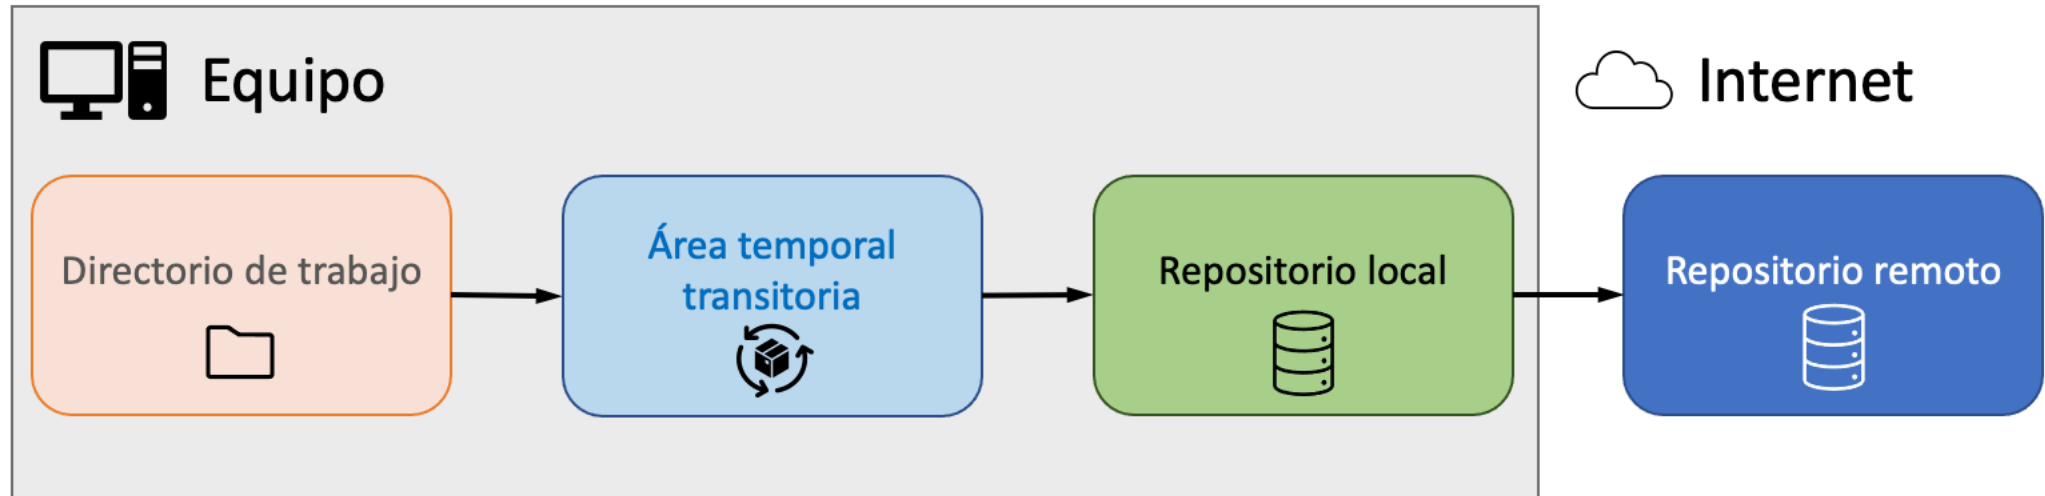 Equipo
Internet
Directorio de trabajo
Área temporal
transitoria
Repositorio local
Repositorio remoto